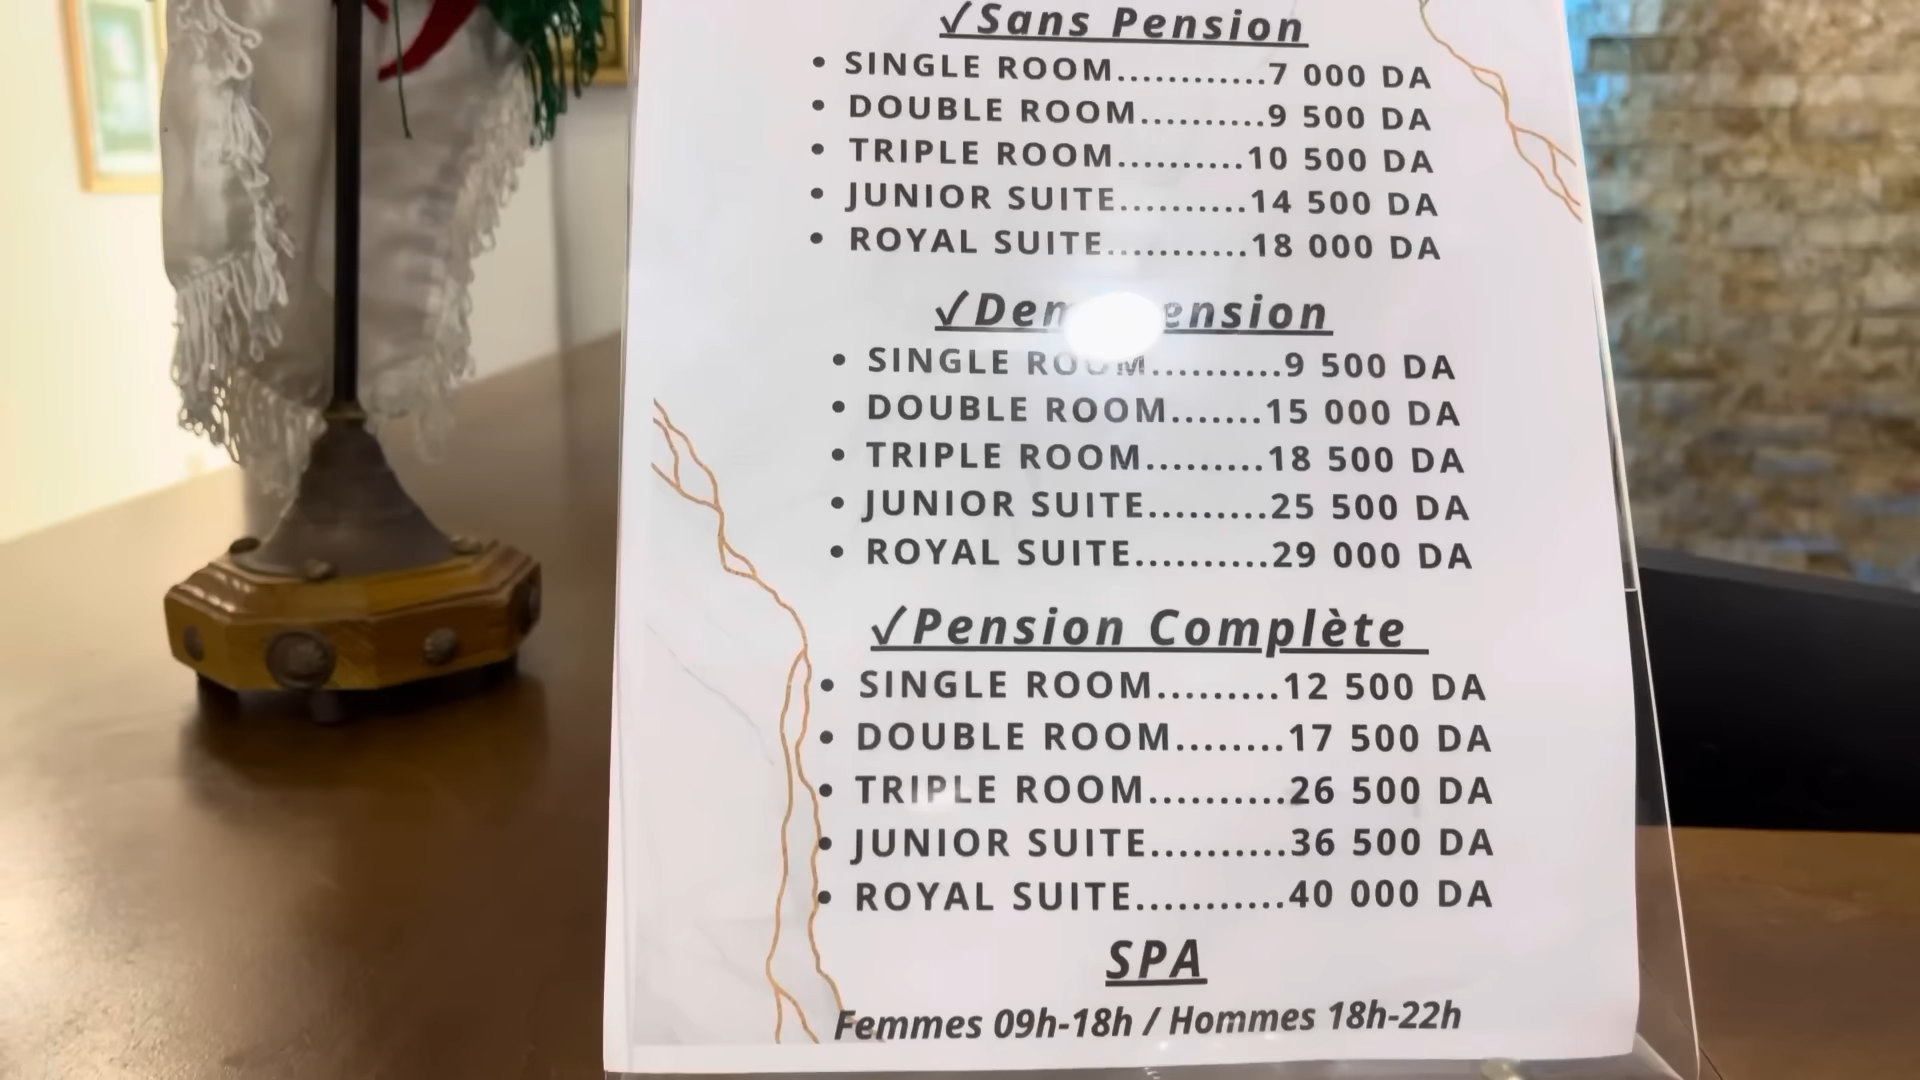 ✓Sans Pension
• SINGLE ROOM............7 000 DA
• DOUBLE ROOM..........9 500 DA
• TRIPLE ROOM..........10 500 DA
• JUNIOR SUITE..........14 500 DA
• ROYAL SUITE...........18 000 DA
✓Dem ension
• SINGLE ROOM..........9 500 DA
• DOUBLE ROOM.......15 000 DA
• TRIPLE ROOM.........18 500 DA
• JUNIOR SUITE.........25 500 DA
• ROYAL SUITE..........29 000 DA
✓Pension Complète
• SINGLE ROOM.........12 500 DA
• DOUBLE ROOM........17 500 DA
• TRIPLE ROOM..........26 500 DA
• JUNIOR SUITE..........36 500 DA
• ROYAL SUITE...........40 000 DA
SPA
Femmes 09h-18h / Hommes 18h-22h